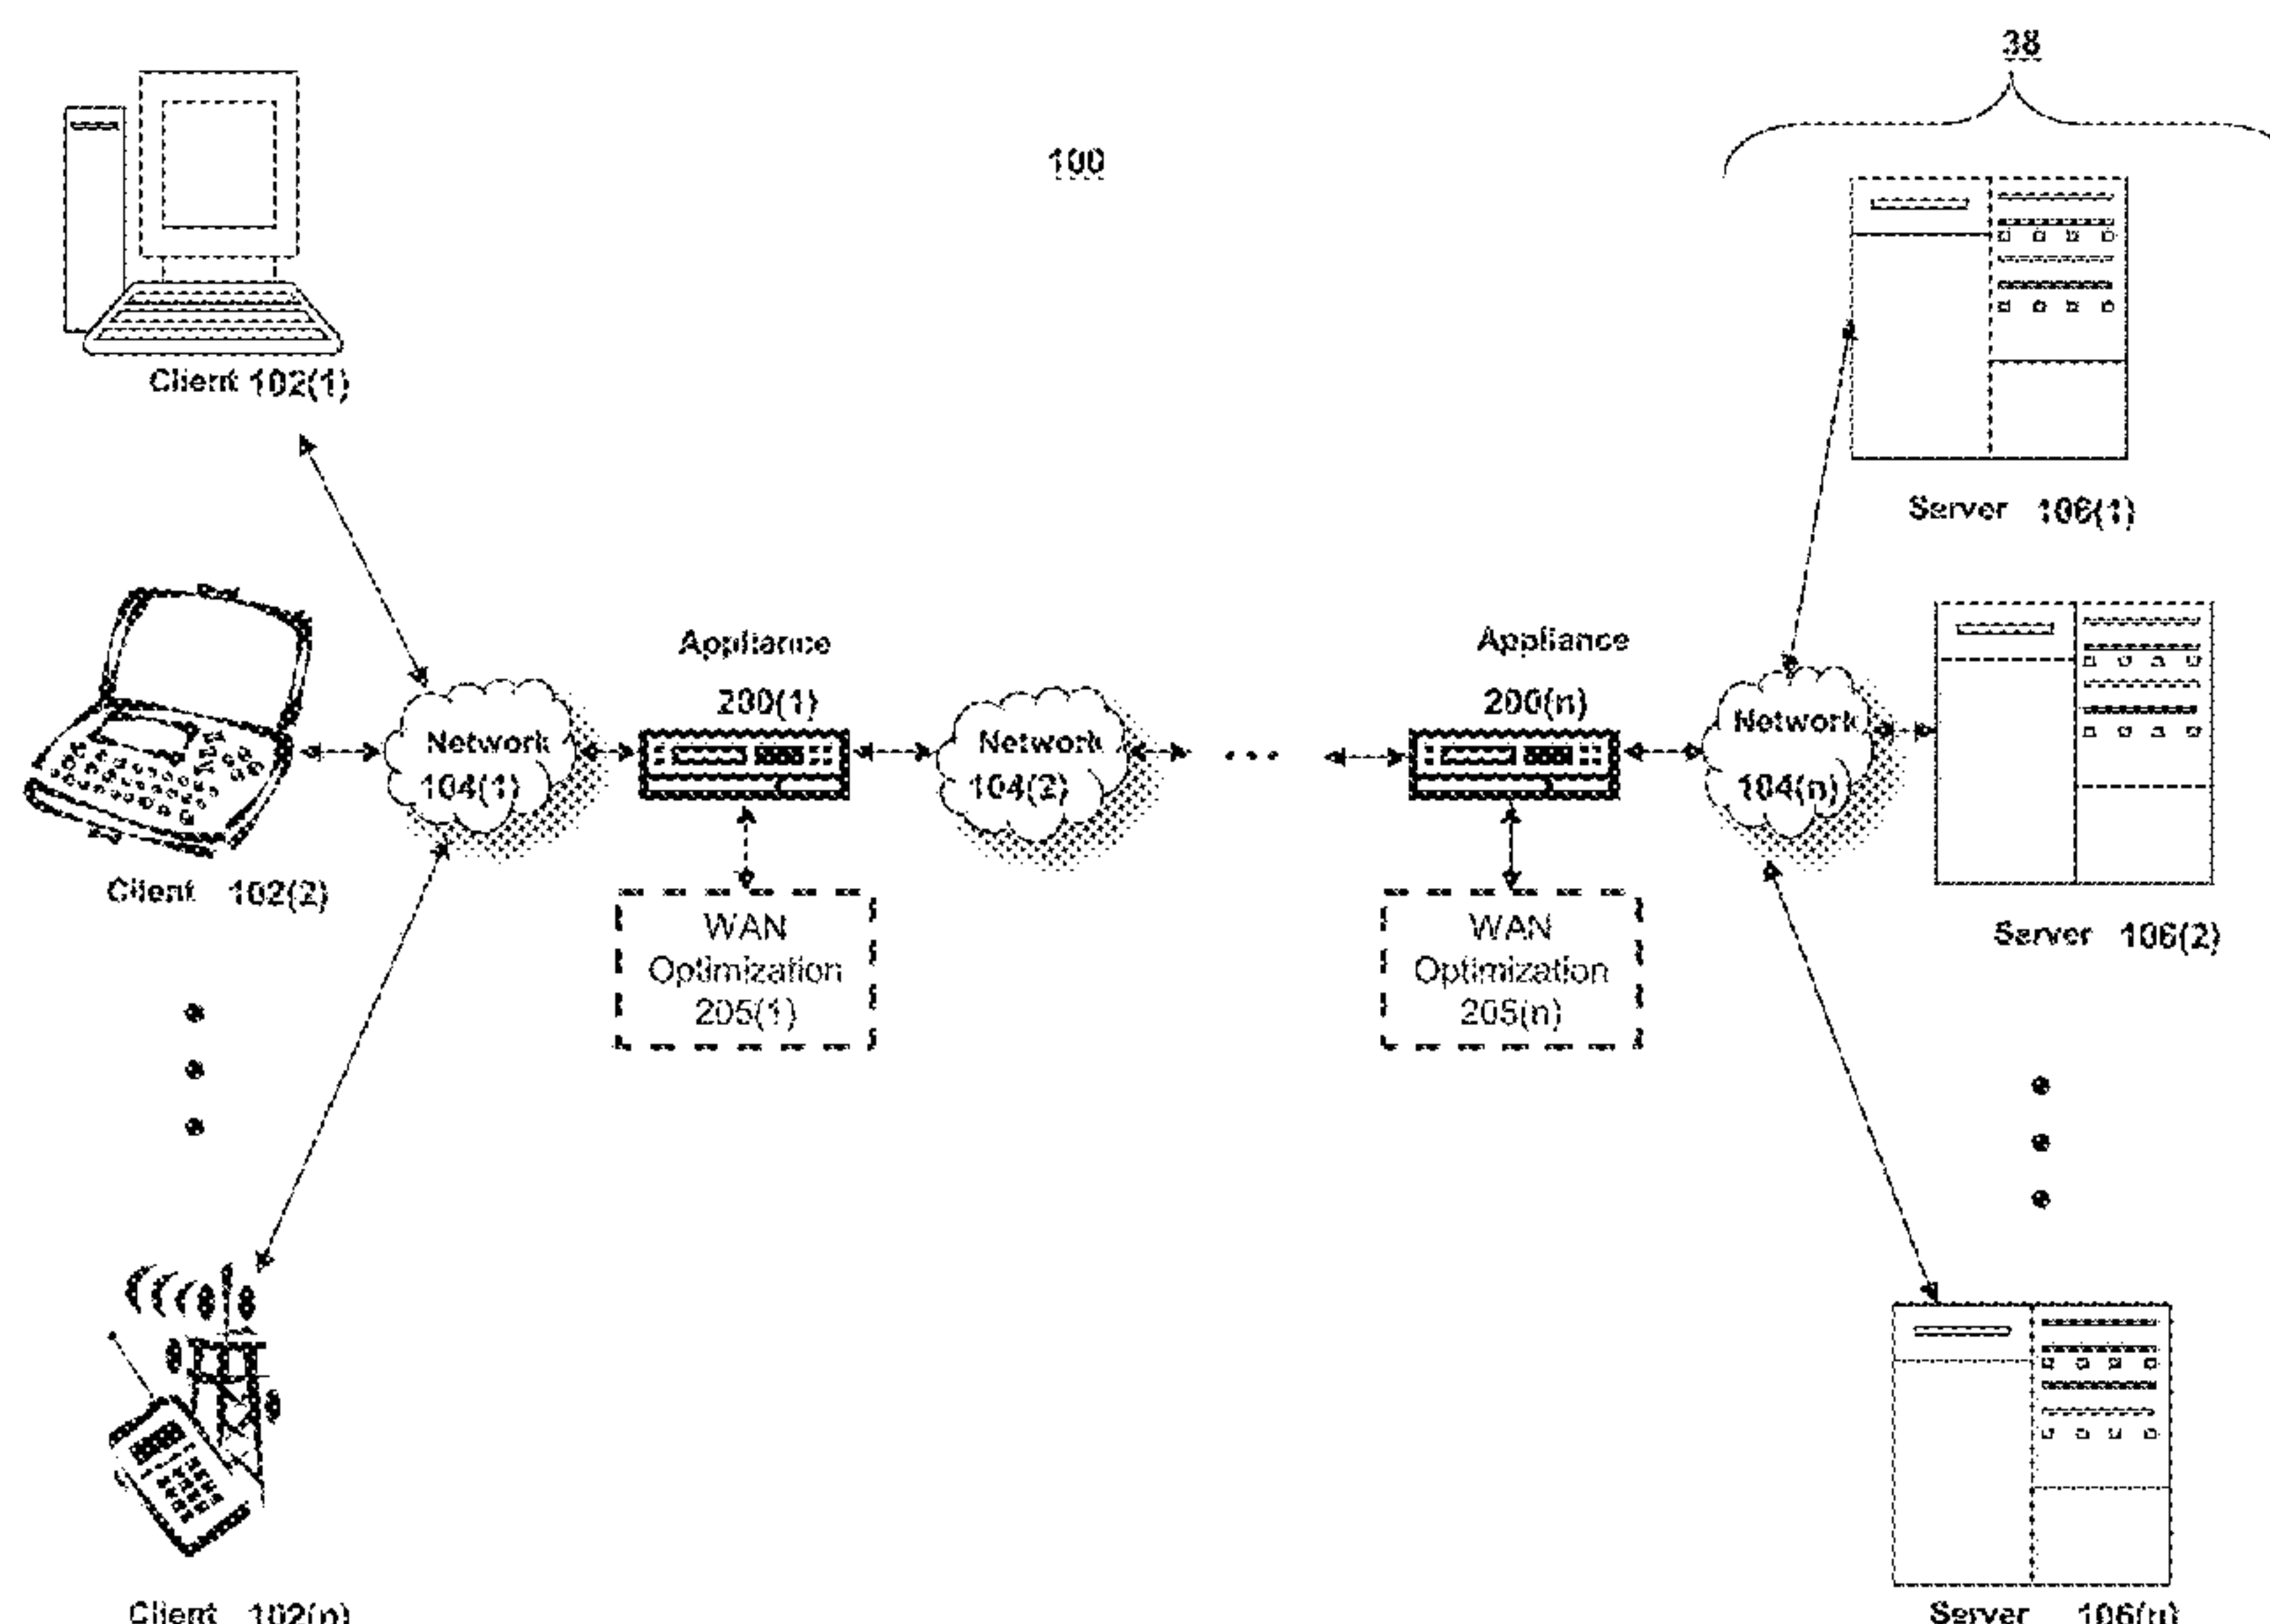 38
100
Client 102(1)
Server 106(1)
Appliance
200(1)
Appliance
200(n)
Network
104(1)
Network
104(2)
...
Network
104(n)
Client 102(2)
WAN
Optimization
205(1)
WAN
Optimization
205(n)
Server 106(2)
Client 102(n)
Server 106(n)